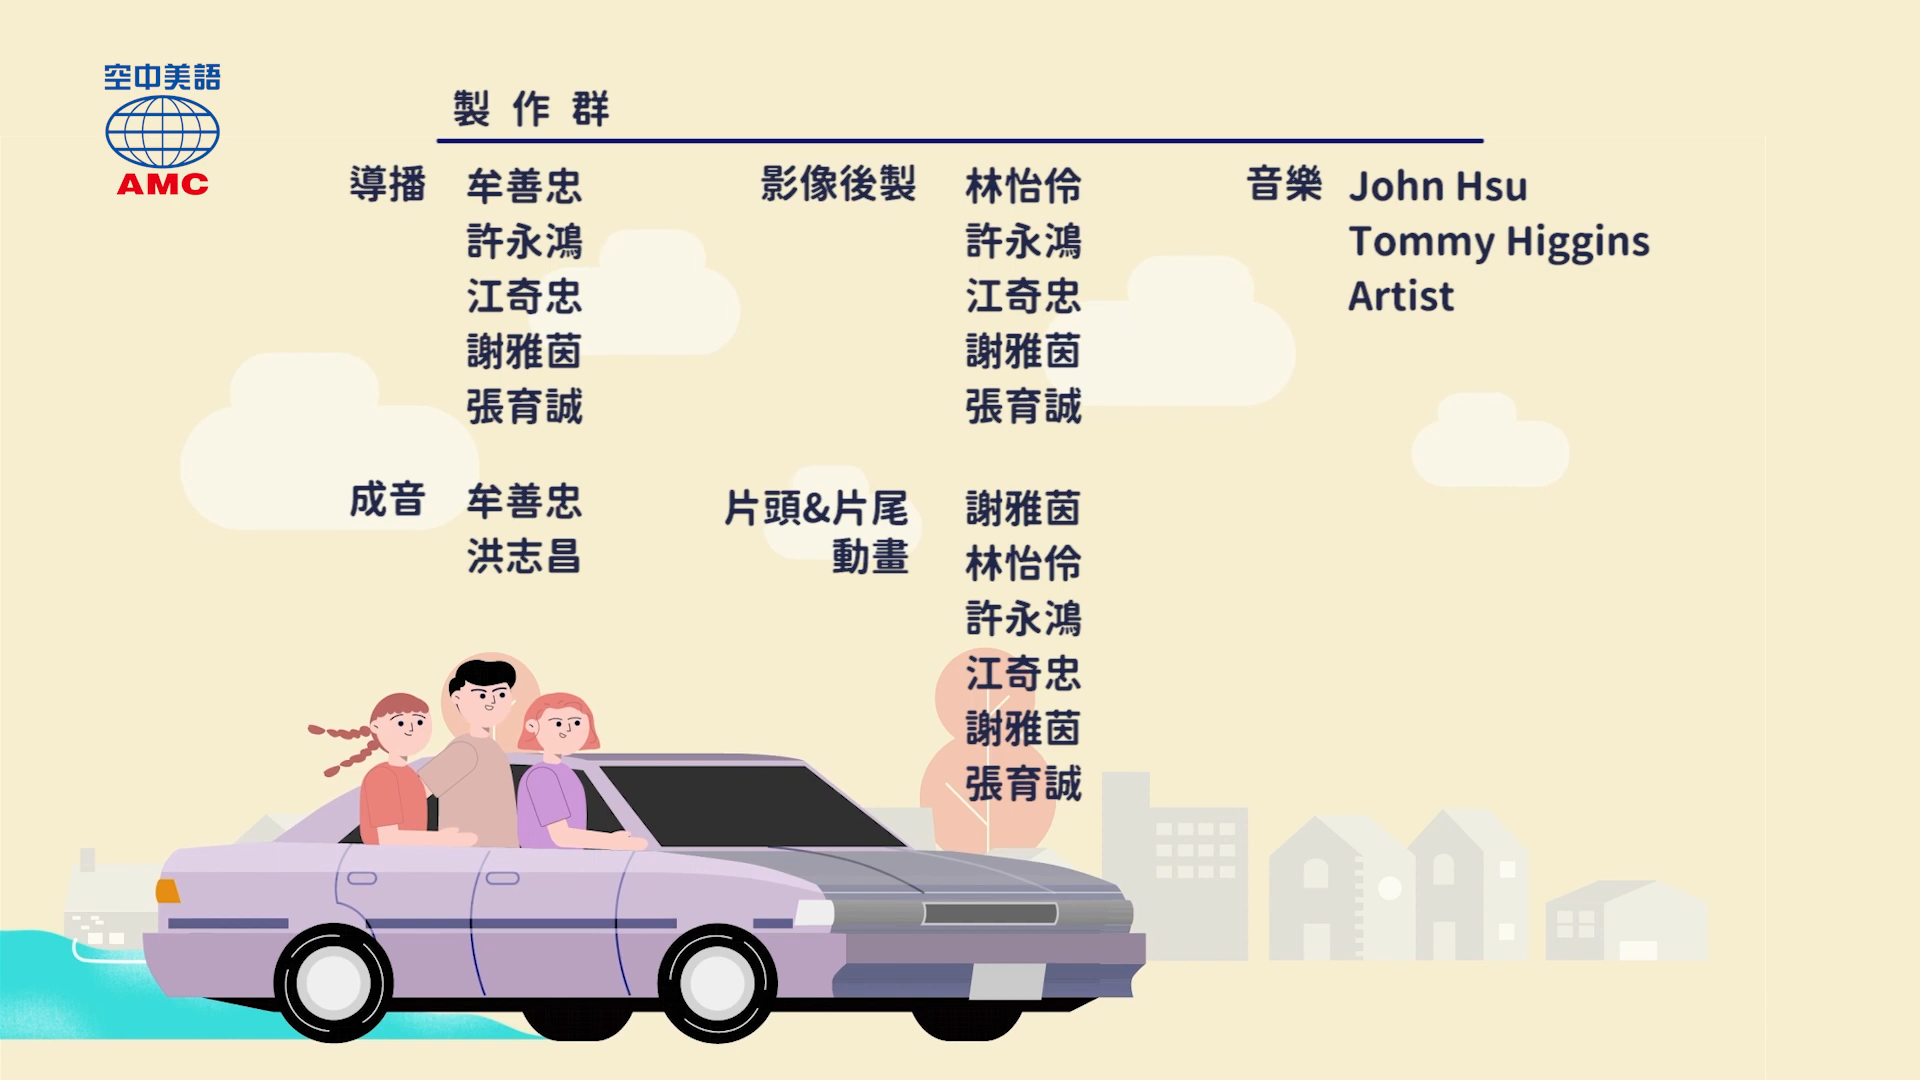 空中美語
AMC
製作群
導播
牟善忠
許永鴻
江奇忠
謝雅茵
張育誠
成音
牟善忠
洪志昌
影像後製
林怡伶
許永鴻
江奇忠
謝雅茵
張育誠
片頭&片尾
動畫
謝雅茵
林怡伶
許永鴻
江奇忠
謝雅茵
張育誠
音樂
John Hsu
Tommy Higgins
Artist